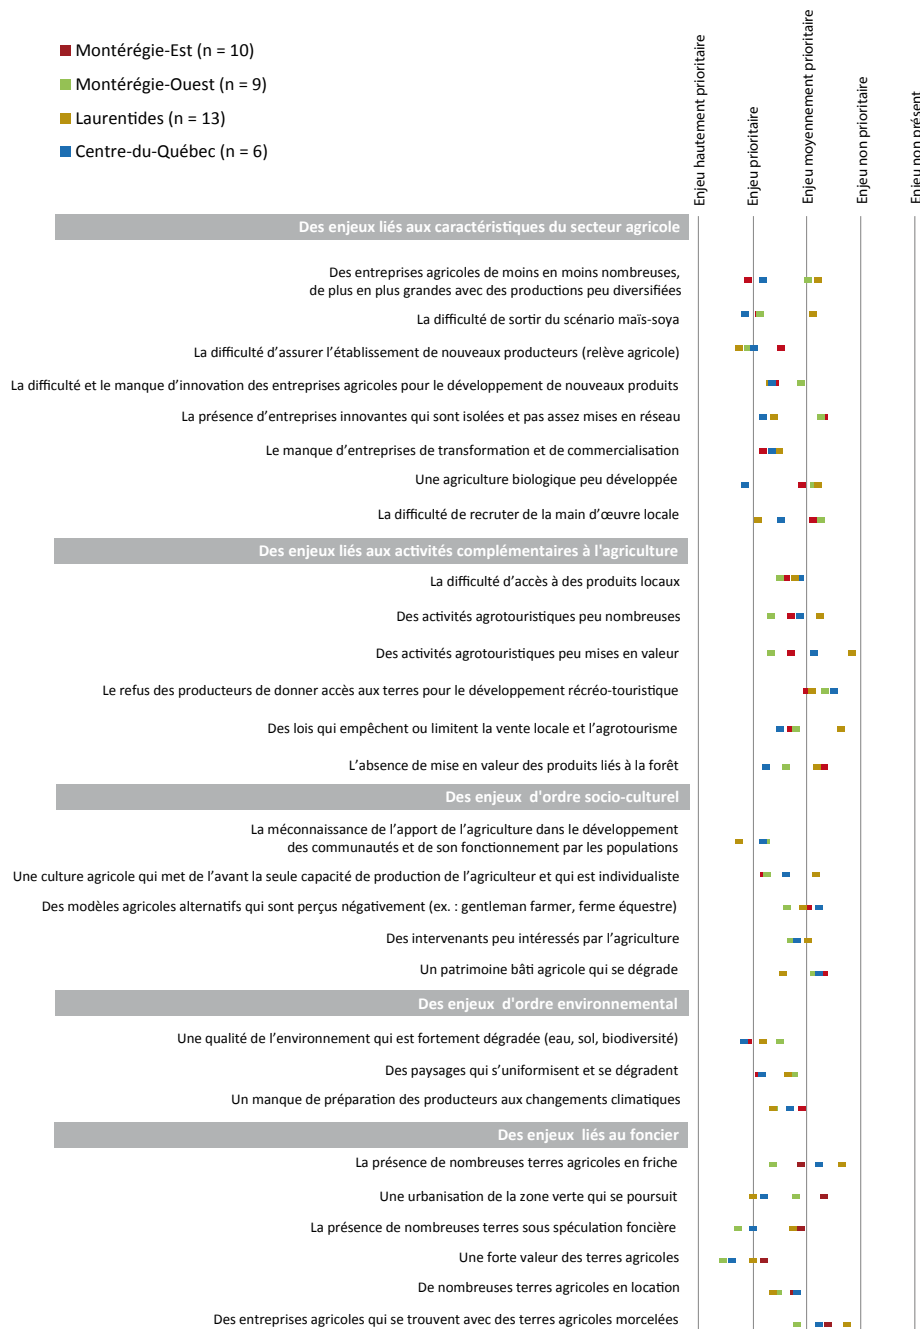 Montérégie-Est (n = 10)
Montérégie-Ouest (n = 9)
Laurentides (n = 13)
Centre-du-Québec (n = 6)
Enjeu hautement prioritaire
Enjeu prioritaire
Enjeu moyennement prioritaire
Enjeu non prioritaire
Enjeu non présent
Des enjeux liés aux caractéristiques du secteur agricole
Des entreprises agricoles de moins en moins nombreuses,
de plus en plus grandes avec des productions peu diversifiées
La difficulté de sortir du scénario maïs-soya
La difficulté d'assurer l'établissement de nouveaux producteurs (relève agricole)
La difficulté et le manque d'innovation des entreprises agricoles pour le développement de nouveaux produits
La présence d'entreprises innovantes qui sont isolées et pas assez mises en réseau
Le manque d'entreprises de transformation et de commercialisation
Une agriculture biologique peu développée
La difficulté de recruter de la main d'œuvre locale
Des enjeux liés aux activités complémentaires à l'agriculture
La difficulté d'accès à des produits locaux
Des activités agrotouristiques peu nombreuses
Des activités agrotouristiques peu mises en valeur
Le refus des producteurs de donner accès aux terres pour le développement récréo-touristique
Des lois qui empêchent ou limitent la vente locale et l'agrotourisme
L'absence de mise en valeur des produits liés à la forêt
Des enjeux d'ordre socio-culturel
La méconnaissance de l'apport de l'agriculture dans le développement
des communautés et de son fonctionnement par les populations
Une culture agricole qui met de l'avant la seule capacité de production de l'agriculteur et qui est individualiste
Des modèles agricoles alternatifs qui sont perçus négativement (ex. : gentleman farmer, ferme équestre)
Des intervenants peu intéressés par l'agriculture
Un patrimoine bâti agricole qui se dégrade
Des enjeux d'ordre environnemental
Une qualité de l'environnement qui est fortement dégradée (eau, sol, biodiversité)
Des paysages qui s'uniformisent et se dégradent
Un manque de préparation des producteurs aux changements climatiques
Des enjeux liés au foncier
La présence de nombreuses terres agricoles en friche
Une urbanisation de la zone verte qui se poursuit
La présence de nombreuses terres sous spéculation foncière
Une forte valeur des terres agricoles
De nombreuses terres agricoles en location
Des entreprises agricoles qui se trouvent avec des terres agricoles morcelées